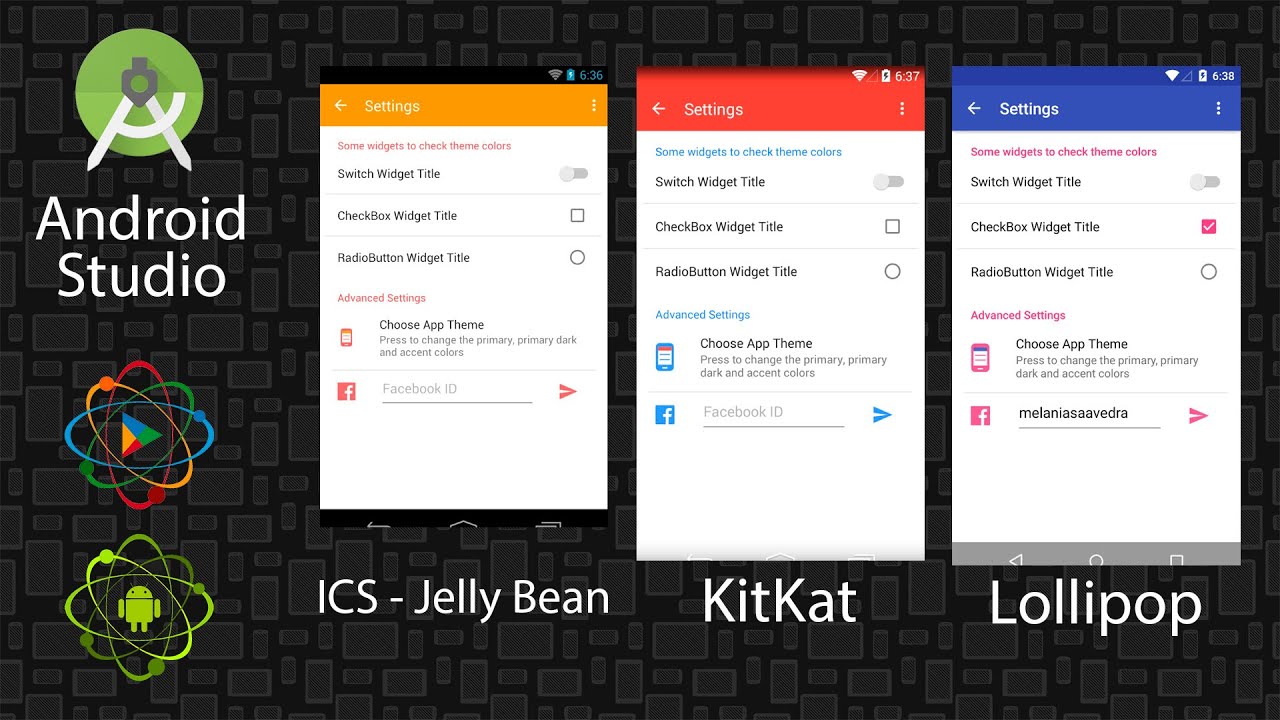 Android
Studio
6:36
Settings
Some widgets to check theme colors
Switch Widget Title
CheckBox Widget Title
RadioButton Widget Title
Advanced Settings
Choose App Theme
Press to change the primary, primary dark
and accent colors
Facebook ID
ICS - Jelly Bean
6:37
Settings
Some widgets to check theme colors
Switch Widget Title
CheckBox Widget Title
RadioButton Widget Title
Advanced Settings
Choose App Theme
Press to change the primary, primary
dark and accent colors
Facebook ID
KitKat
6:38
Settings
Some widgets to check theme colors
Switch Widget Title
CheckBox Widget Title
RadioButton Widget Title
Advanced Settings
Choose App Theme
Press to change the primary, primary
dark and accent colors
melaniasaavedra
Lollipop